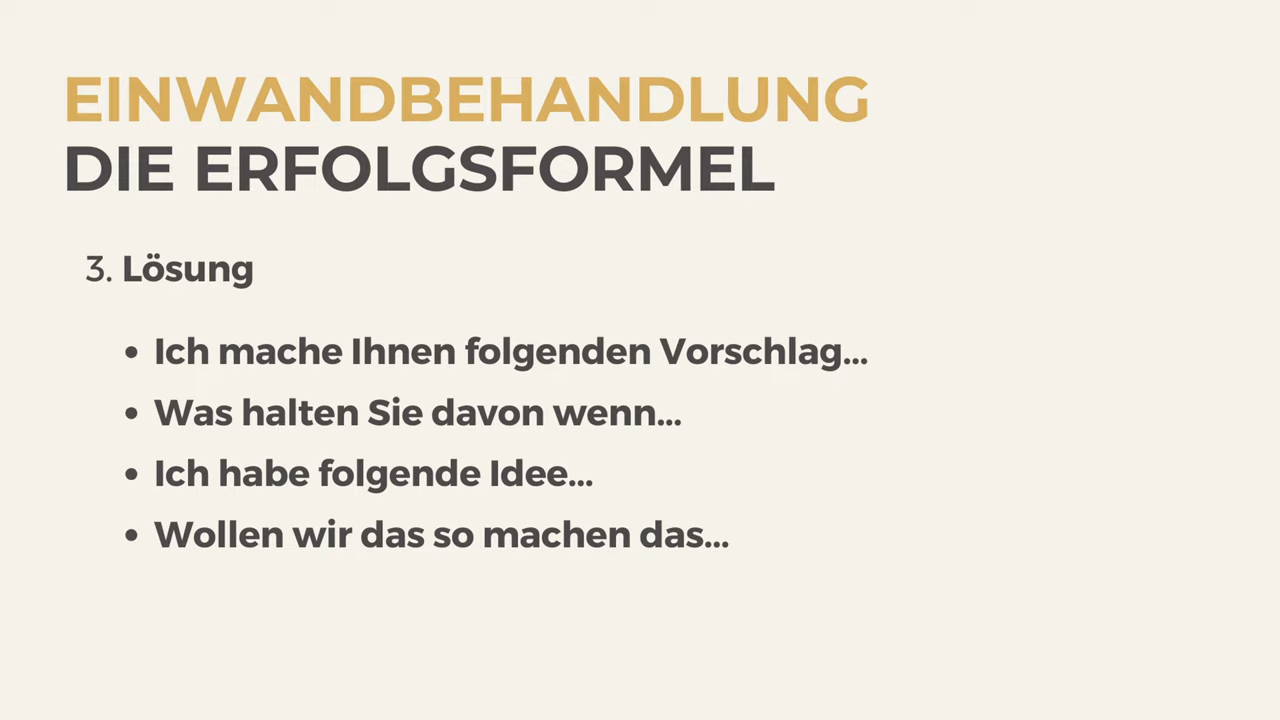 EINWANDBEHANDLUNG
DIE ERFOLGSFORMEL
3. Lösung
• Ich mache Ihnen folgenden Vorschlag...
• Was halten Sie davon wenn...
• Ich habe folgende Idee...
• Wollen wir das so machen das...